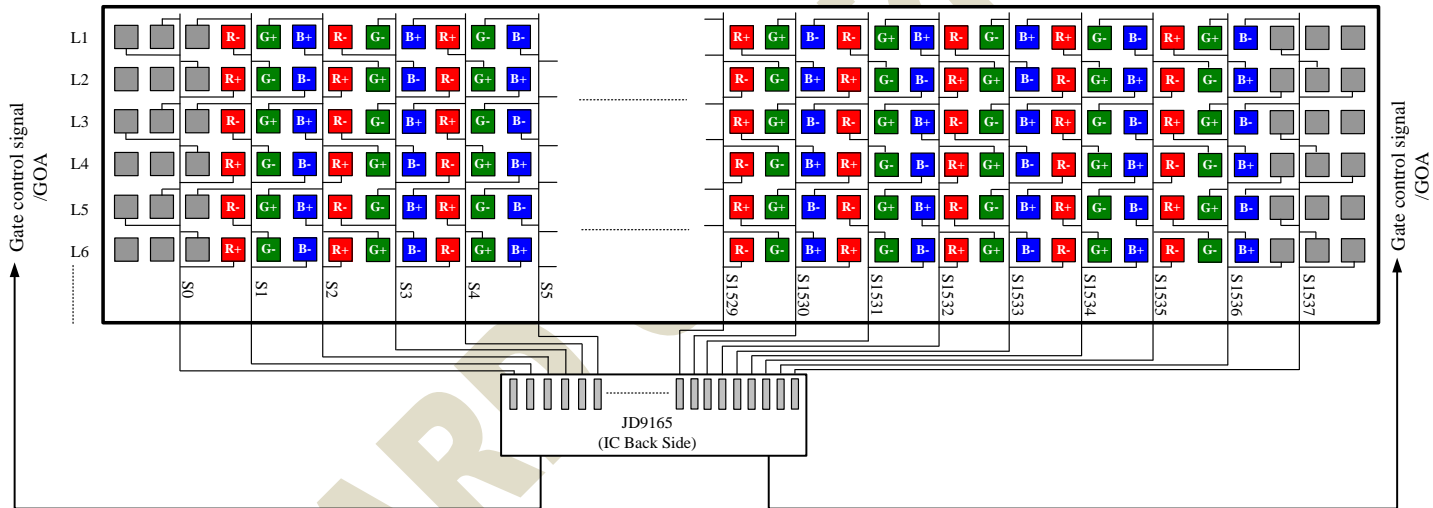 L1 R- G+ B+ R- G- B+ R+ G- B- R+ G+ B- R- G+ B+ R- G- B+ R+ G- B- R+ G+ B-
L2 R+ G- B- R+ G+ B- R- G+ B+ R- G- B+ R+ G- B- R+ G+ B- R- G+ B+ R- G- B+
L3 R- G+ B+ R- G- B+ R+ G- B- R+ G+ B- R- G+ B+ R- G- B+ R+ G- B- R+ G+ B-
L4 R+ G- B- R+ G+ B- R- G+ B+ R- G- B+ R+ G- B- R+ G+ B- R- G+ B+ R- G- B+
L5 R- G+ B+ R- G- B+ R+ G- B- R+ G+ B- R- G+ B+ R- G- B+ R+ G- B- R+ G+ B-
L6 R+ G- B- R+ G+ B- R- G+ B+ R- G- B+ R+ G- B- R+ G+ B- R- G+ B+ R- G- B+
Gate control signal
/GOA
Gate control signal
/GOA
S0 S1 S2 S3 S4 S5 S1529 S1530 S1531 S1532 S1533 S1534 S1535 S1536 S1537
JD9165
(IC Back Side)